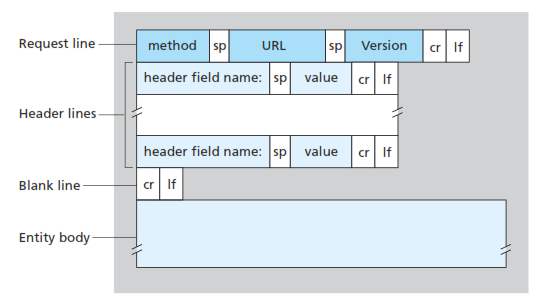 Request line method sp URL sp Version cr lf
header field name: sp value cr lf
Header lines
header field name: sp value cr lf
Blank line cr lf
Entity body